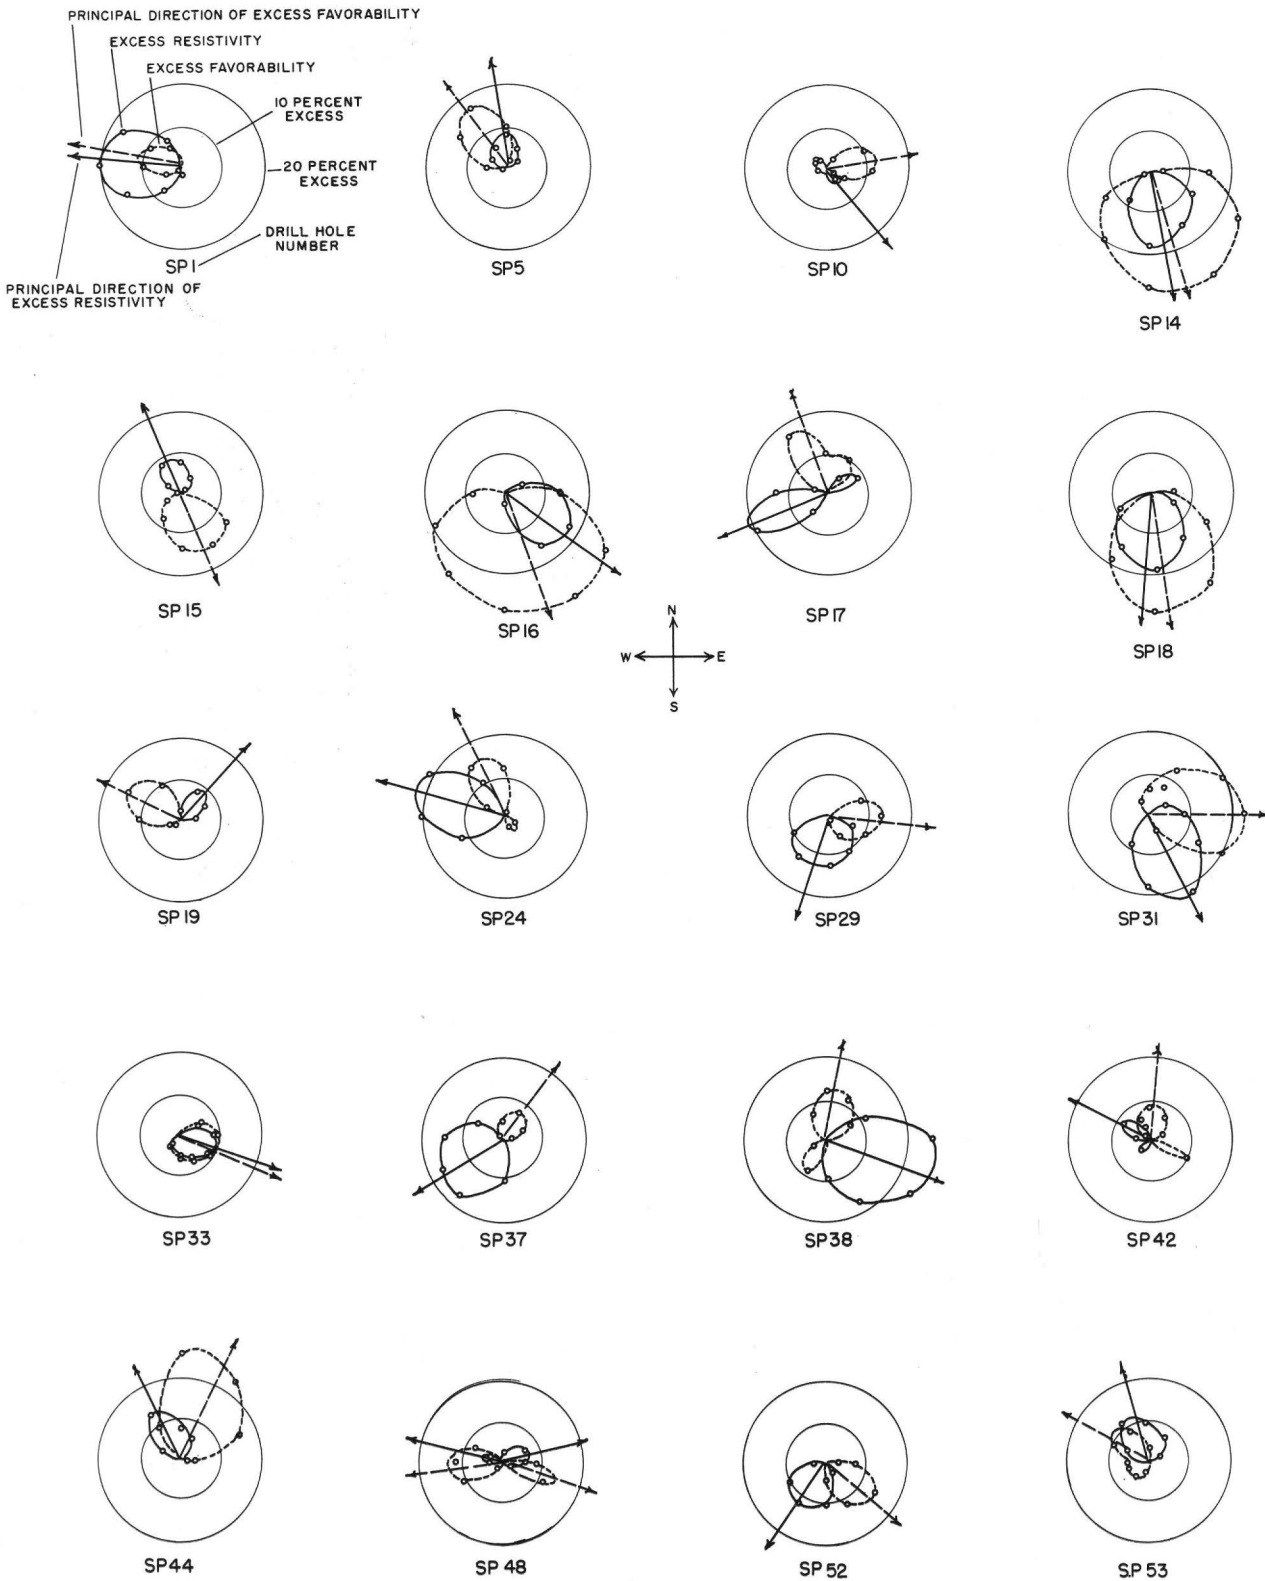 PRINCIPAL DIRECTION OF EXCESS FAVORABILITY
EXCESS RESISTIVITY
EXCESS FAVORABILITY
10 PERCENT
EXCESS
20 PERCENT
EXCESS
DRILL HOLE
NUMBER
PRINCIPAL DIRECTION OF
EXCESS RESISTIVITY
SP1
SP5
SP10
SP14
SP15
SP16
SP17
SP18
N
W
E
S
SP19
SP24
SP29
SP31
SP33
SP37
SP38
SP42
SP44
SP48
SP52
S.P 53